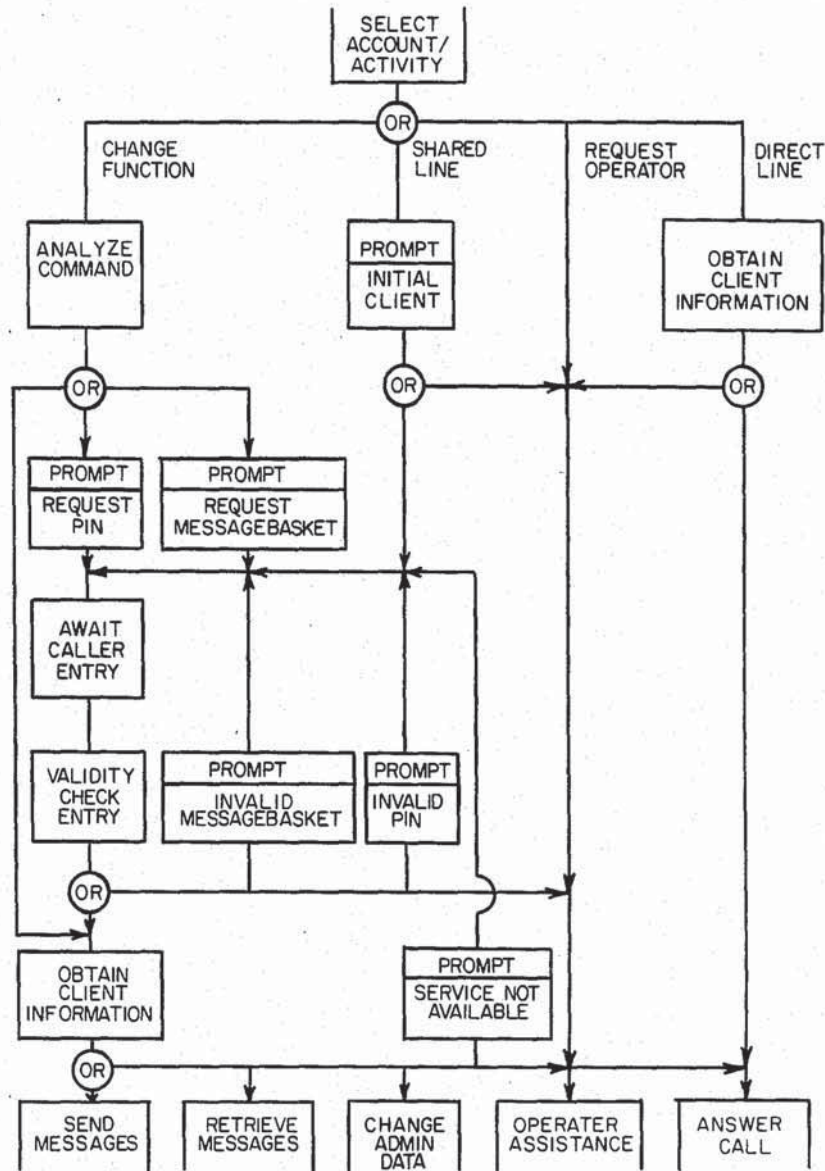 SELECT
ACCOUNT/
ACTIVITY
OR
CHANGE
FUNCTION
SHARED
LINE
REQUEST
OPERATOR
DIRECT
LINE
ANALYZE
COMMAND
PROMPT
INITIAL
CLIENT
OBTAIN
CLIENT
INFORMATION
OR
OR
OR
PROMPT
REQUEST
PIN
PROMPT
REQUEST
MESSAGEBASKET
AWAIT
CALLER
ENTRY
VALIDITY
CHECK
ENTRY
PROMPT
INVALID
MESSAGEBASKET
PROMPT
INVALID
PIN
OR
OBTAIN
CLIENT
INFORMATION
PROMPT
SERVICE NOT
AVAILABLE
OR
SEND
MESSAGES
RETRIEVE
MESSAGES
CHANGE
ADMIN
DATA
OPERATER
ASSISTANCE
ANSWER
CALL